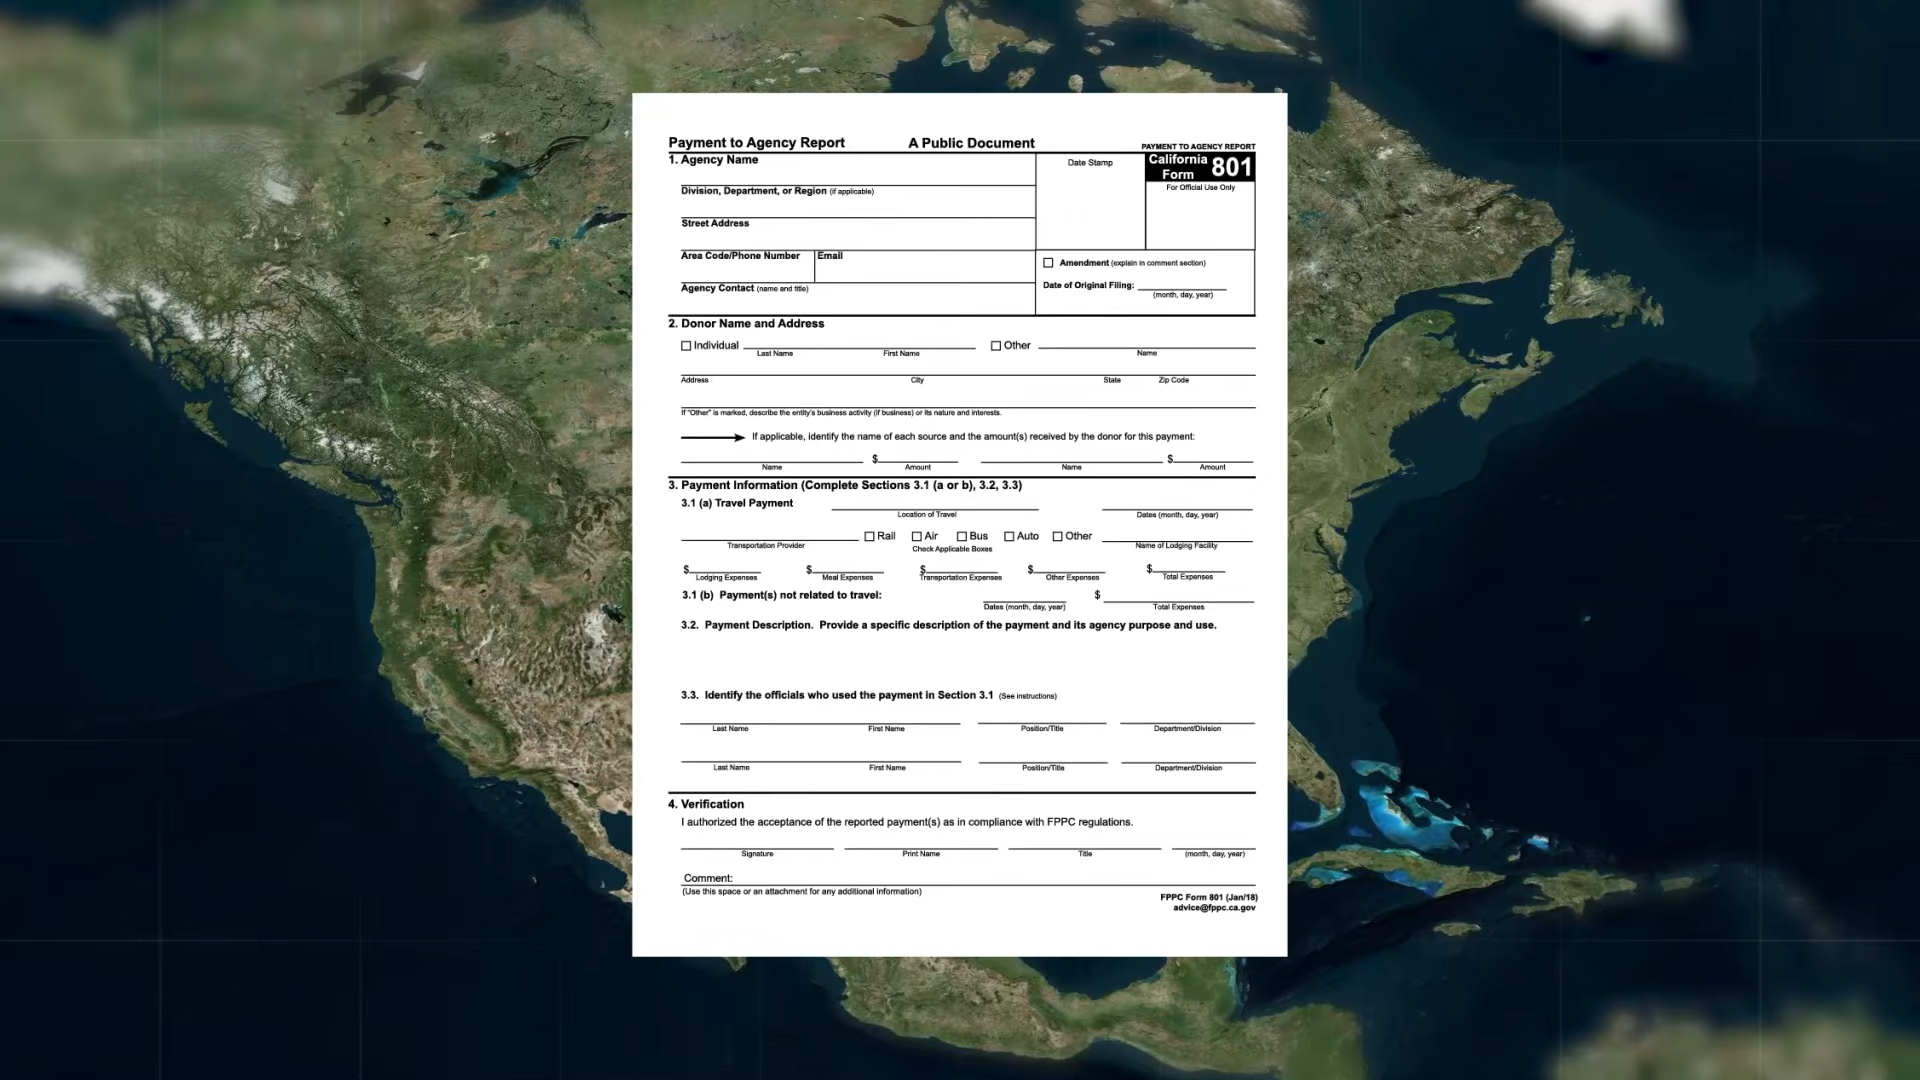 Payment to Agency Report A Public Document PAYMENT TO AGENCY REPORT
1. Agency Name
Date Stamp
California Form 801
For Official Use Only
Division, Department, or Region (if applicable)
Street Address
Area Code/Phone Number Email
Agency Contact (name and title)
Amendment (explain in comment section)
Date of Original Filing:
(month, day, year)
2. Donor Name and Address
Individual Other
Last Name First Name Name
Address City State Zip Code
If "Other" is marked, describe the entity's business activity (if business) or its nature and interests.
If applicable, identify the name of each source and the amount(s) received by the donor for this payment:
$ $
Name Amount Name Amount
3. Payment Information (Complete Sections 3.1 (a or b), 3.2, 3.3)
3.1 (a) Travel Payment
Location of Travel Dates (month, day, year)
Rail Air Bus Auto Other
Transportation Provider Check Applicable Boxes Name of Lodging Facility
$ $ $ $ $
Lodging Expenses Meal Expenses Transportation Expenses Other Expenses Total Expenses
3.1 (b) Payment(s) not related to travel: $
Dates (month, day, year) Total Expenses
3.2. Payment Description. Provide a specific description of the payment and its agency purpose and use.
3.3. Identify the officials who used the payment in Section 3.1 (See instructions)
Last Name First Name Position/Title Department/Division
Last Name First Name Position/Title Department/Division
4. Verification
I authorized the acceptance of the reported payment(s) as in compliance with FPPC regulations.
Signature Print Name Title (month, day, year)
Comment:
(Use this space or an attachment for any additional information)
FPPC Form 801 (Jan/18)
advice@fppc.ca.gov